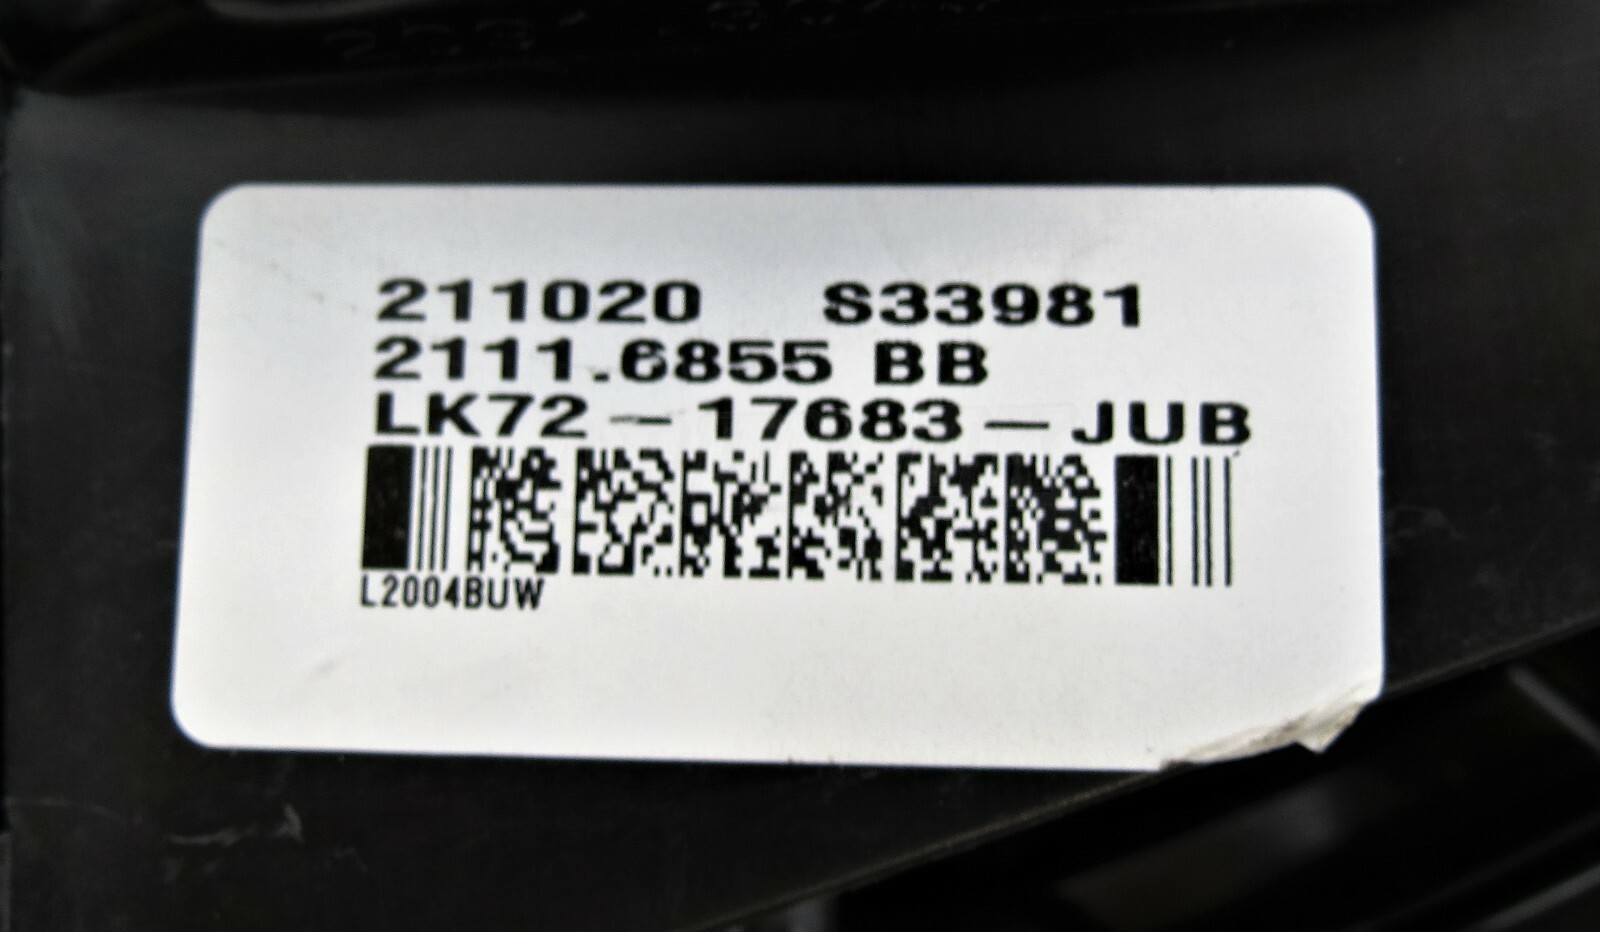 211020 S33981
2111.6855 BB
LK72-17683-JUB
L2004BUW